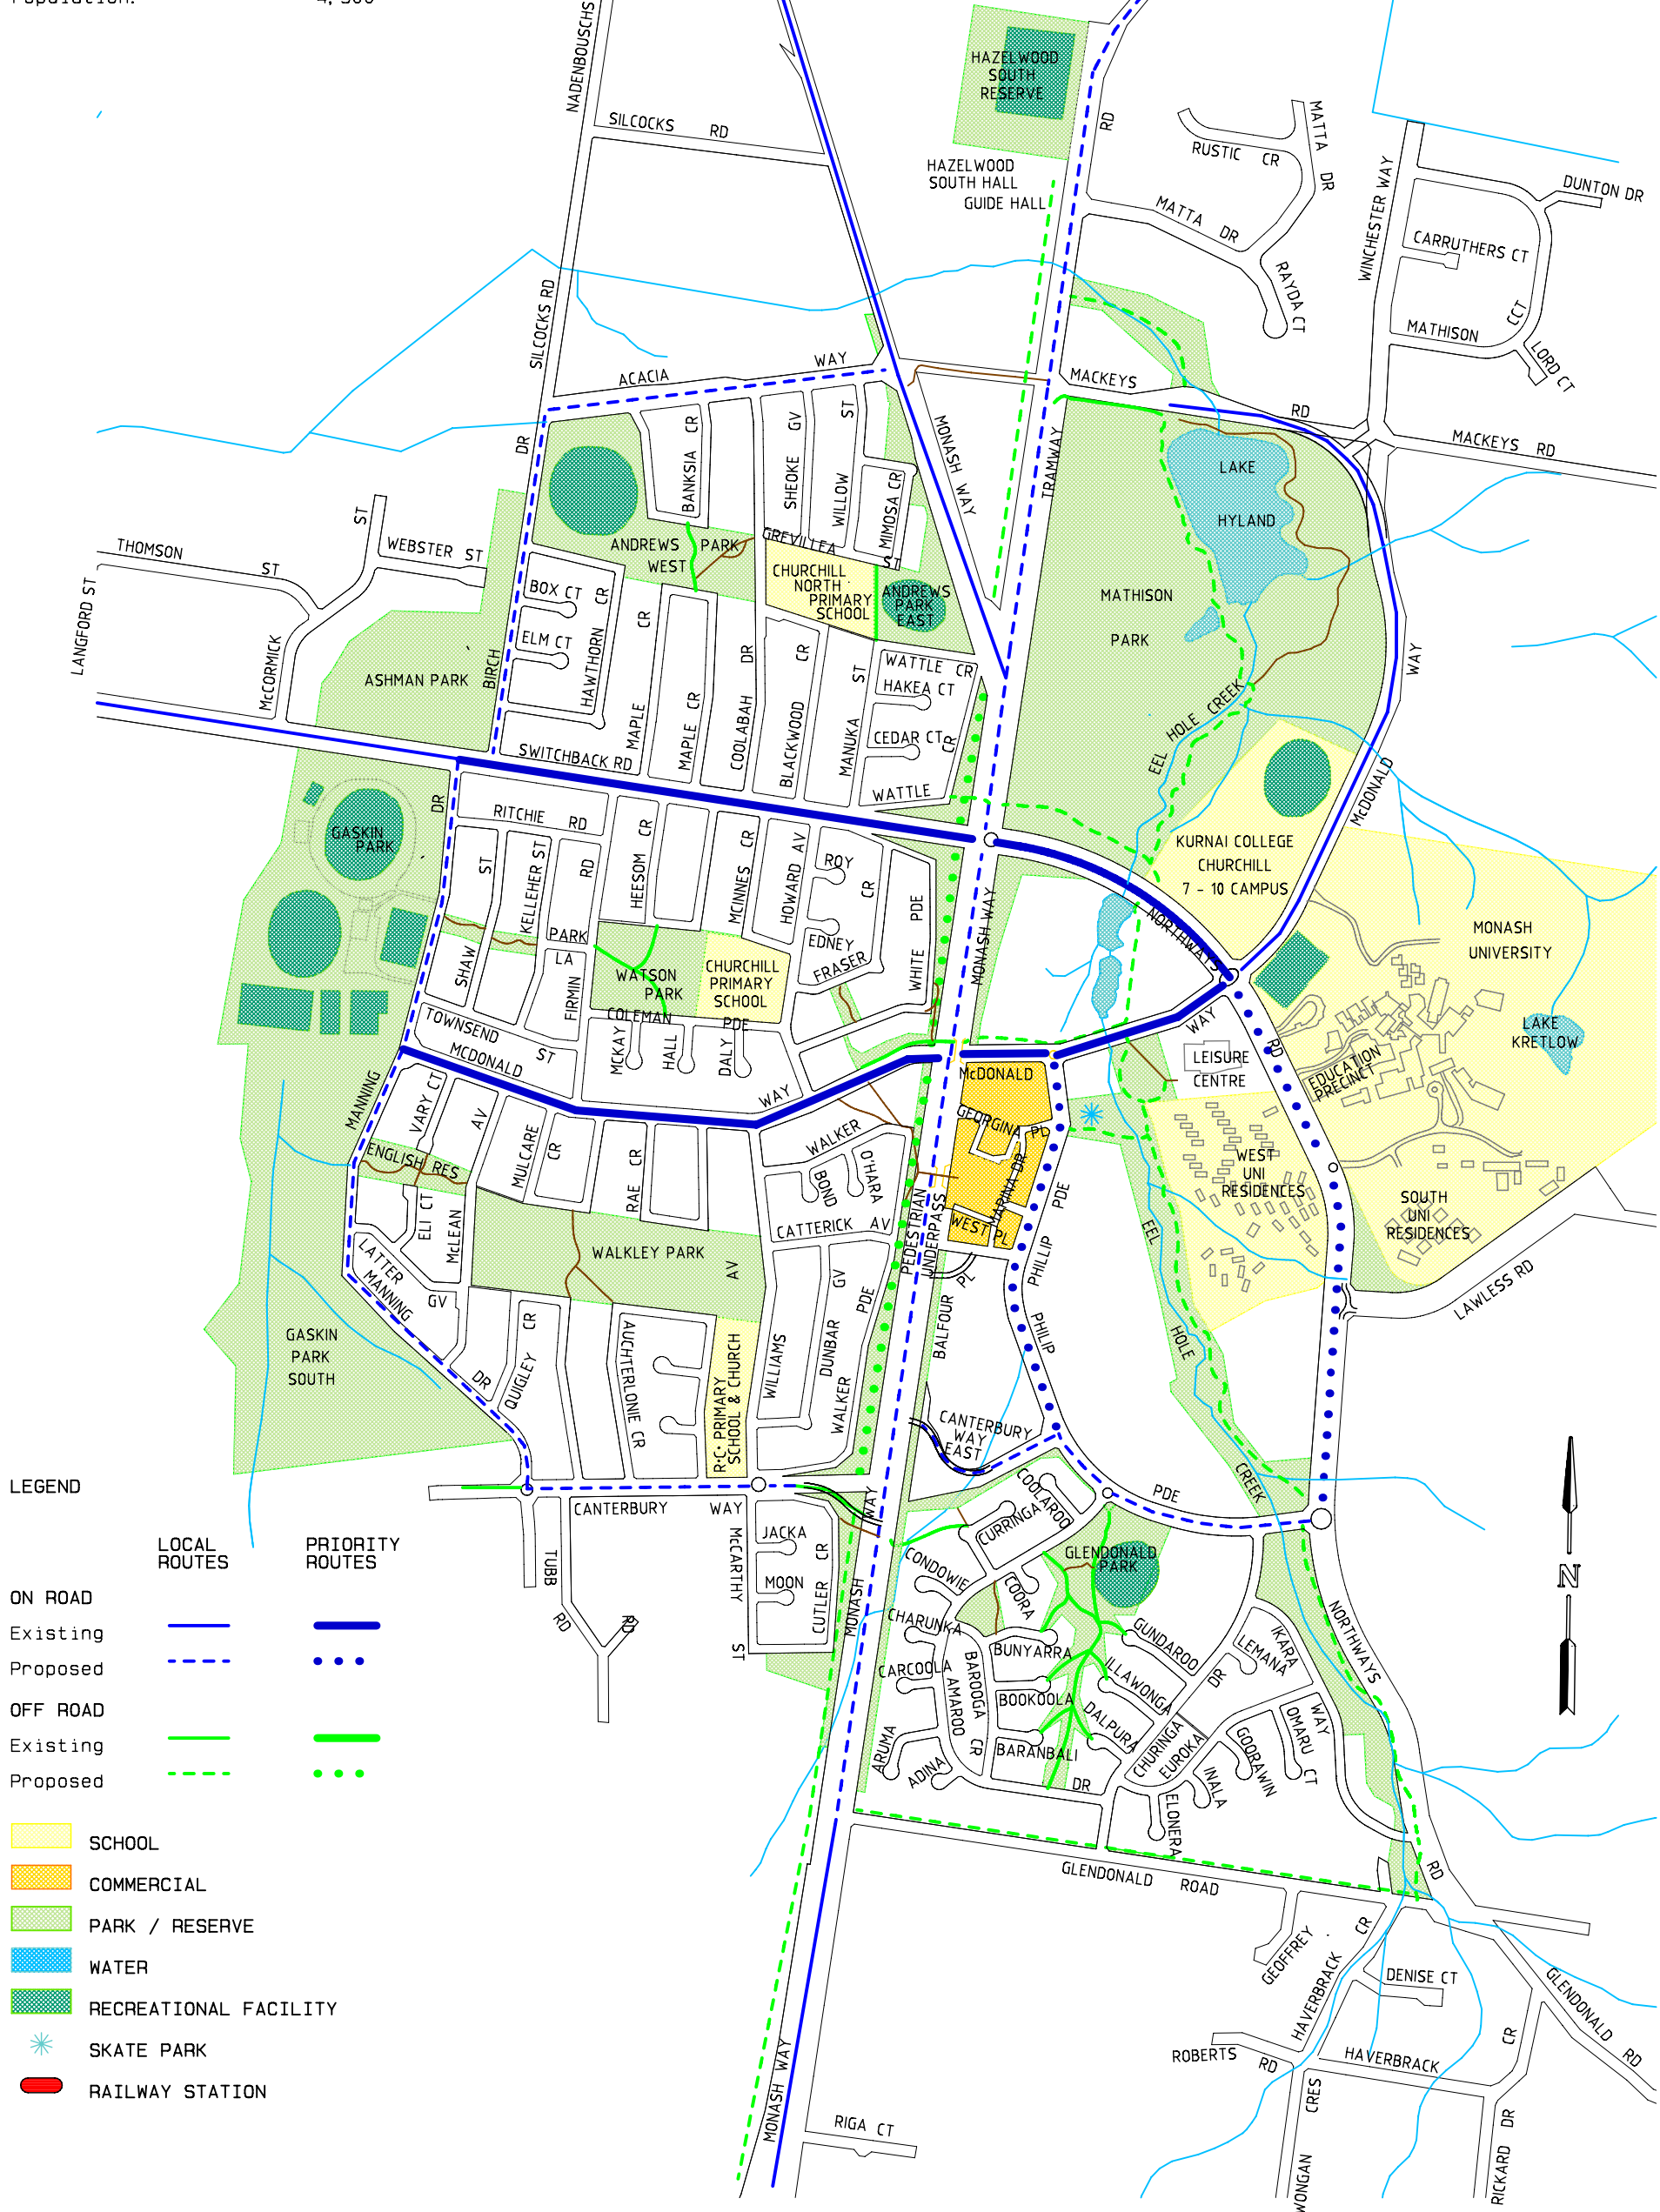 NADENBOUSCHS
SILCOCKS RD
HAZELWOOD
SOUTH
RESERVE
HAZELWOOD
SOUTH HALL
GUIDE HALL
RD
RUSTIC CR
MATTA DR
MATTA DR
RAYDA CT
WINCHESTER WAY
DUNTON DR
CARRUTHERS CT
MATHISON
CCT
LORD CT
SILCOCKS RD
ACACIA WAY
MACKEYS
RD
MACKEYS RD
DR
BANKSIA CR
SHEOKE GV
WILLOW ST
MIMOSA CR
MONASH WAY
TRAMWAY
LAKE
HYLAND
THOMSON ST
ST
WEBSTER ST
LANGFORD ST
McCORMICK
ANDREWS PARK
WEST
GREVILLEA
ST
CHURCHILL
NORTH
PRIMARY
SCHOOL
ANDREWS
PARK
EAST
MATHISON
PARK
BOX CT
ELM CT
HAWTHORN CR
ASHMAN PARK
BIRCH
MAPLE CR
MAPLE CR
COOLABAH DR
BLACKWOOD CR
MANUKA ST
WATTLE CR
HAKEA CT
CEDAR CT
CR
WATTLE
SWITCHBACK RD
EEL HOLE CREEK
McDONALD
WAY
GASKIN
PARK
DR
RITCHIE RD
ST
KELLEHER ST
RD
HEESOM CR
MCINNES CR
HOWARD AV
ROY
CR
EDNEY
FRASER
WHITE PDE
MONASH WAY
KURNAI COLLEGE
CHURCHILL
7 - 10 CAMPUS
NORTHWAYS
MONASH
UNIVERSITY
SHAW
PARK
LA
FIRMIN
WATSON
PARK
CHURCHILL
PRIMARY
SCHOOL
COLEMAN
PDE
TOWNSEND
ST
MCKAY
HALL
DALY
MCDONALD
WAY
McDONALD
WAY
RD
LEISURE
CENTRE
EDUCATION
PRECINCT
LAKE
KRETLOW
MANNING
VARY CT
AV
MULCARE
CR
RAE CR
ENGLISH RES
ELI CT
McLEAN
WALKER
BOND
O'HARA
CATTERICK AV
GEORGINA PL
MARINA DR
WEST PL
PDE
PHILLIP
WEST
UNI
RESIDENCES
SOUTH
UNI
RESIDENCES
LAWLESS RD
WALKLEY PARK
AV
PEDESTRIAN
UNDERPASS
PL
BALFOUR
PHILIP
EEL
HOLE
CREEK
LATTER
GV
MANNING
DR
GASKIN
PARK
SOUTH
QUIGLEY CR
AUCHTERLONIE CR
R.C. PRIMARY
SCHOOL & CHURCH
WILLIAMS
DUNBAR GV
WALKER PDE
CANTERBURY
WAY
EAST
CANTERBURY WAY
WAY
PDE
TUBB
RD
McCARTHY
ST
JACKA
MOON
CUTLER CR
MONASH
COOLAROO
CURRINGA
CONDOWIE
COORA
GLENDONALD
PARK
CHARUNKA
CARCOOLA
BAROOGA
AMAROO
CR
BUNYARRA
BOOKOOLA
BARANBALI
DR
ARUMA
ADINA
GUNDAROO
ILLAWONGA
DALPURA
CHURINGA
DR
EUROKA
LEMANA
IKARA
WAY
OMARU CT
GOORAWIN
INALA
ELONERA
NORTHWAYS
RD
GLENDONALD ROAD
GEOFFREY
CR
HAVERBRACK
DENISE CT
GLENDONALD
RD
ROBERTS RD
HAVERBRACK
CR
CRES
WONGAN
RICKARD DR
MONASH WAY
RIGA CT
N
LEGEND
LOCAL
ROUTES
PRIORITY
ROUTES
ON ROAD
Existing
Proposed
OFF ROAD
Existing
Proposed
SCHOOL
COMMERCIAL
PARK / RESERVE
WATER
RECREATIONAL FACILITY
SKATE PARK
RAILWAY STATION